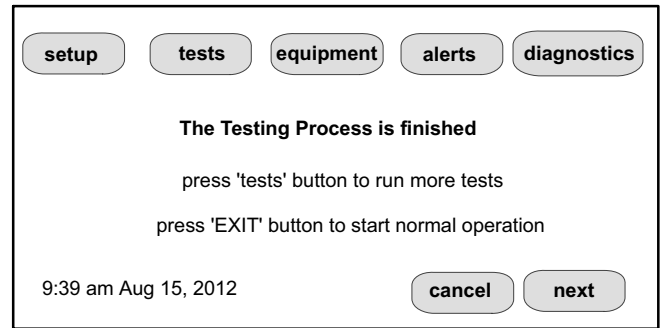 setup tests equipment alerts diagnostics
The Testing Process is finished
press 'tests' button to run more tests
press 'EXIT' button to start normal operation
9:39 am Aug 15, 2012 cancel next